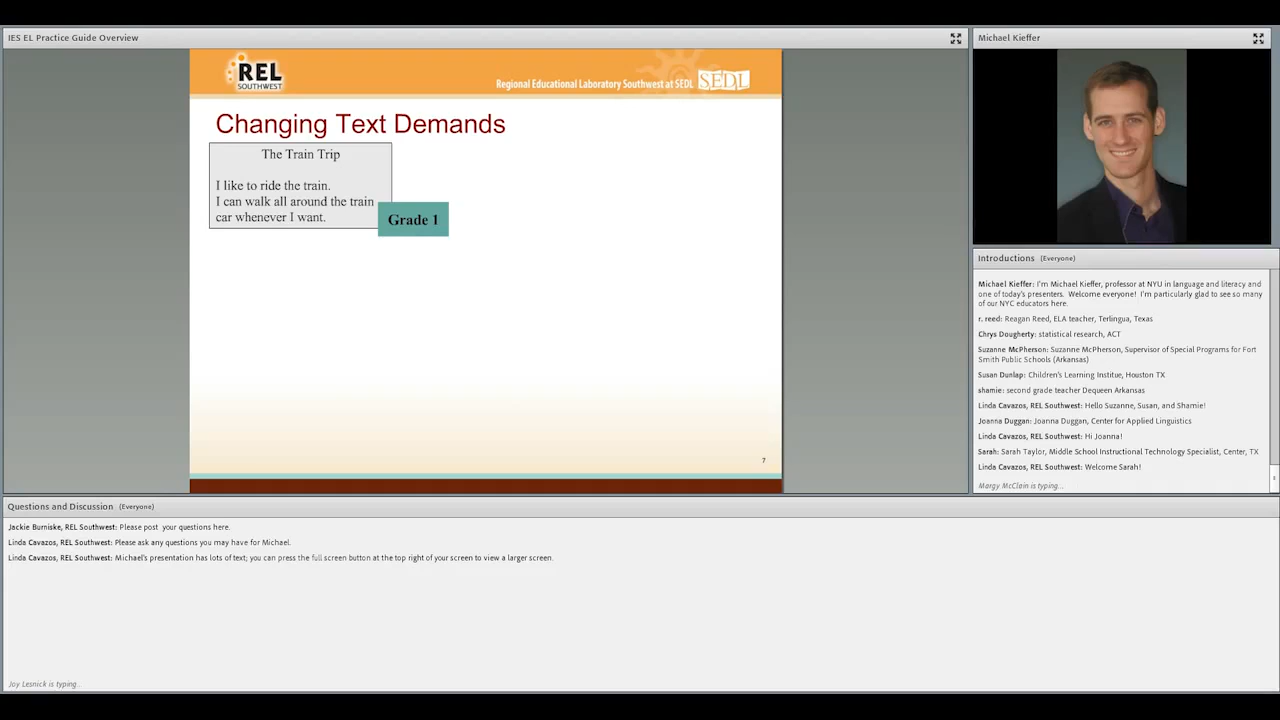 IES EL Practice Guide Overview
REL
SOUTHWEST
Regional Educational Laboratory Southwest at SEDL
SEDL
Changing Text Demands
The Train Trip
I like to ride the train.
I can walk all around the train
car whenever I want.
Grade 1
7
Michael Kieffer
Introductions (Everyone)
Michael Kieffer: I'm Michael Kieffer, professor at NYU in language and literacy and
one of today's presenters. Welcome everyone! I'm particularly glad to see so many
of our NYC educators here.
r. reed: Reagan Reed, ELA teacher, Terlingua, Texas
Chrys Dougherty: statistical research, ACT
Suzanne McPherson: Suzanne McPherson, Supervisor of Special Programs for Fort
Smith Public Schools (Arkansas)
Susan Dunlap: Children's Learning Institue, Houston TX
shamie: second grade teacher Dequeen Arkansas
Linda Cavazos, REL Southwest: Hello Suzanne, Susan, and Shamie!
Joanna Duggan: Joanna Duggan, Center for Applied Linguistics
Linda Cavazos, REL Southwest: Hi Joanna!
Sarah: Sarah Taylor, Middle School Instructional Technology Specialist, Center, TX
Linda Cavazos, REL Southwest: Welcome Sarah!
Margy McClain is typing...
Questions and Discussion (Everyone)
Jackie Burniske, REL Southwest: Please post your questions here.
Linda Cavazos, REL Southwest: Please ask any questions you may have for Michael.
Linda Cavazos, REL Southwest: Michael's presentation has lots of text; you can press the full screen button at the top right of your screen to view a larger screen.
Joy Lesnick is typing..